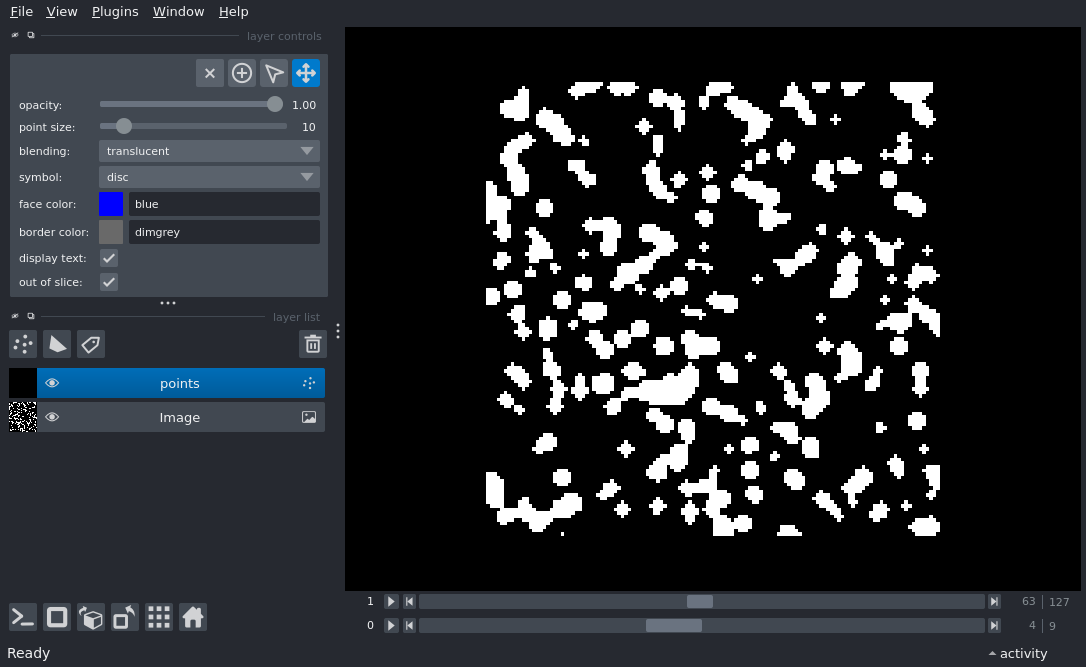 File View Plugins Window Help
layer controls
opacity: 1.00
point size: 10
blending: translucent
symbol: disc
face color: blue
border color: dimgrey
display text:
out of slice:
layer list
points
Image
1 63 127
0 4 9
Ready activity